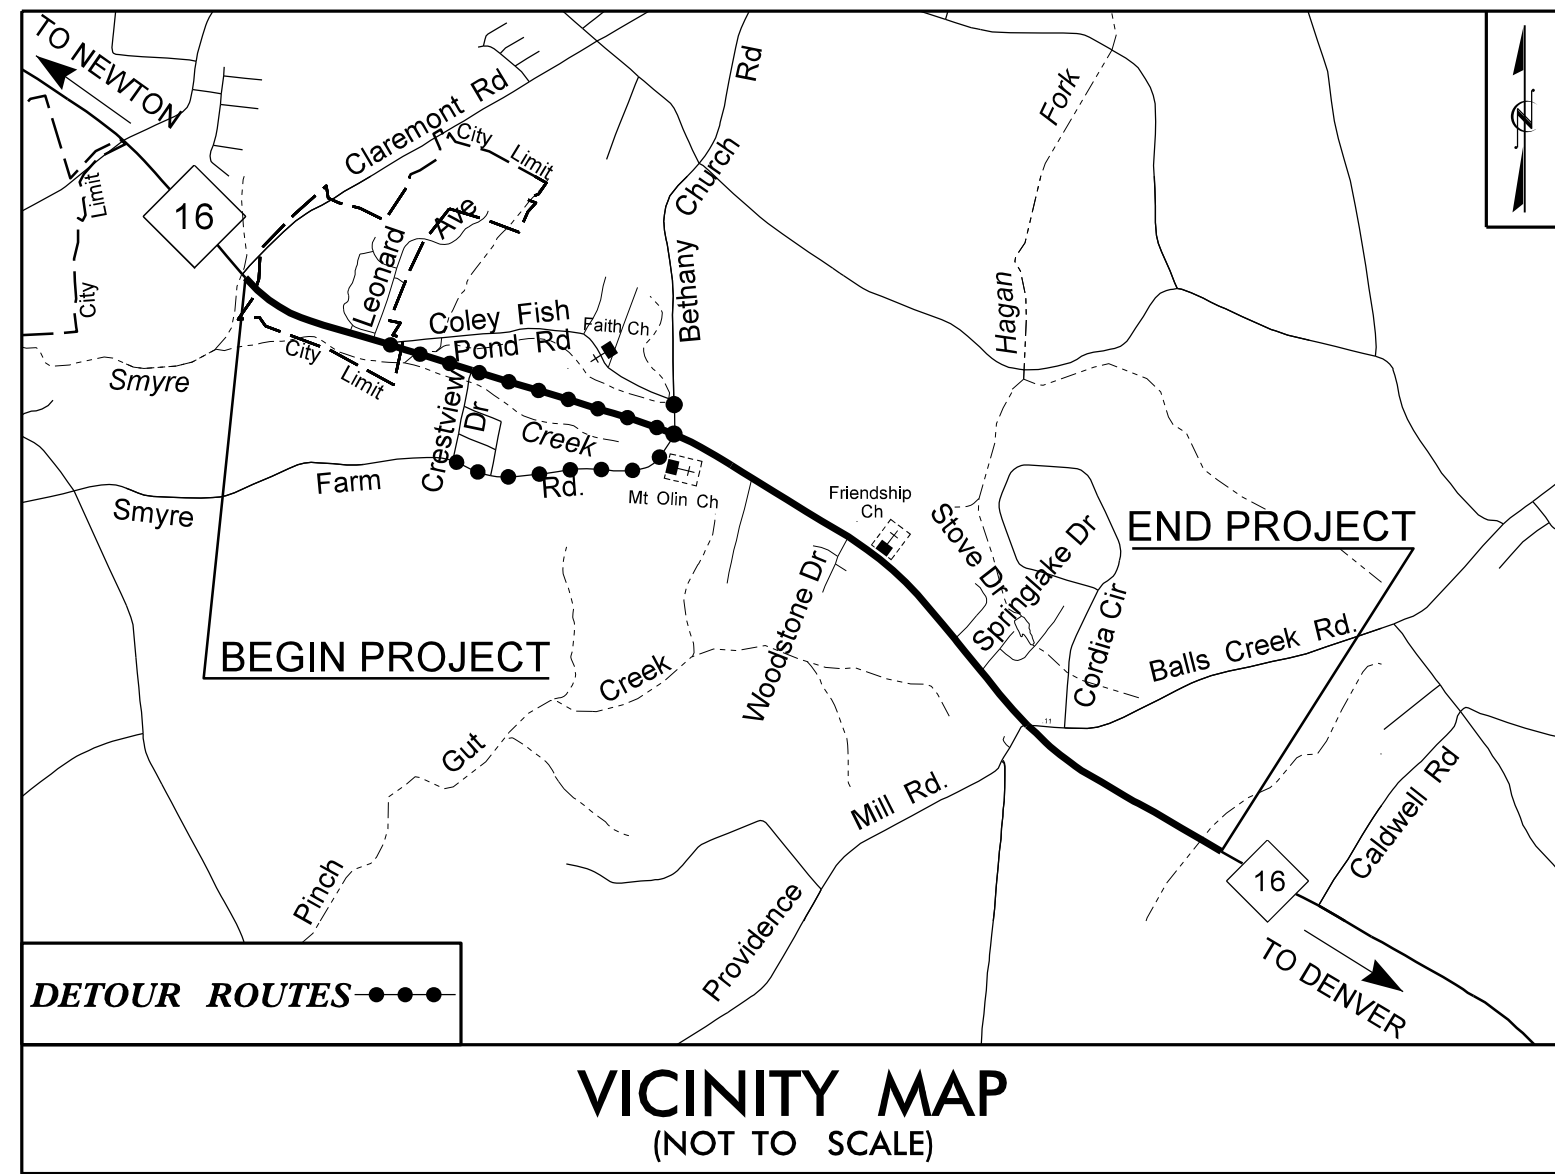 TO NEWTON
16
Claremont Rd
City Limit
City Limit
Leonard Ave
Bethany Church Rd
Hagan Fork
Coley Fish
Pond Rd
Faith Ch
City Limit
Smyre Creek
Crestview
Dr
Smyre Farm Rd.
Mt Olin Ch
Friendship
Ch
Stove Dr
Springlake Dr
END PROJECT
Woodstone Dr
Cordia Cir
Balls Creek Rd.
BEGIN PROJECT
Pinch Gut Creek
11
Providence Mill Rd.
Caldwell Rd
16
TO DENVER
DETOUR ROUTES
VICINITY MAP
(NOT TO SCALE)